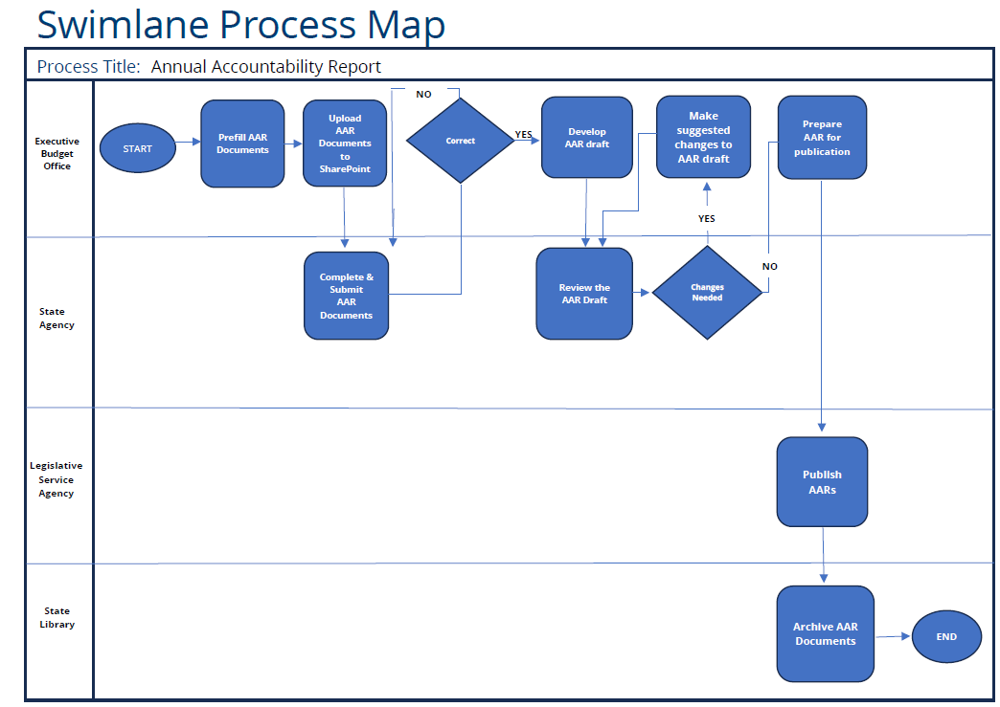 Swimlane Process Map
Process Title: Annual Accountability Report
Executive
Budget
Office
START
Prefill AAR
Documents
Upload
AAR
Documents
to
SharePoint
NO
Correct
YES
Develop
AAR draft
Make
suggested
changes to
AAR draft
Prepare
AAR for
publication
YES
State
Agency
Complete &
Submit
AAR
Documents
Review the
AAR Draft
Changes
Needed
NO
Legislative
Service
Agency
Publish
AARs
State
Library
Archive AAR
Documents
END